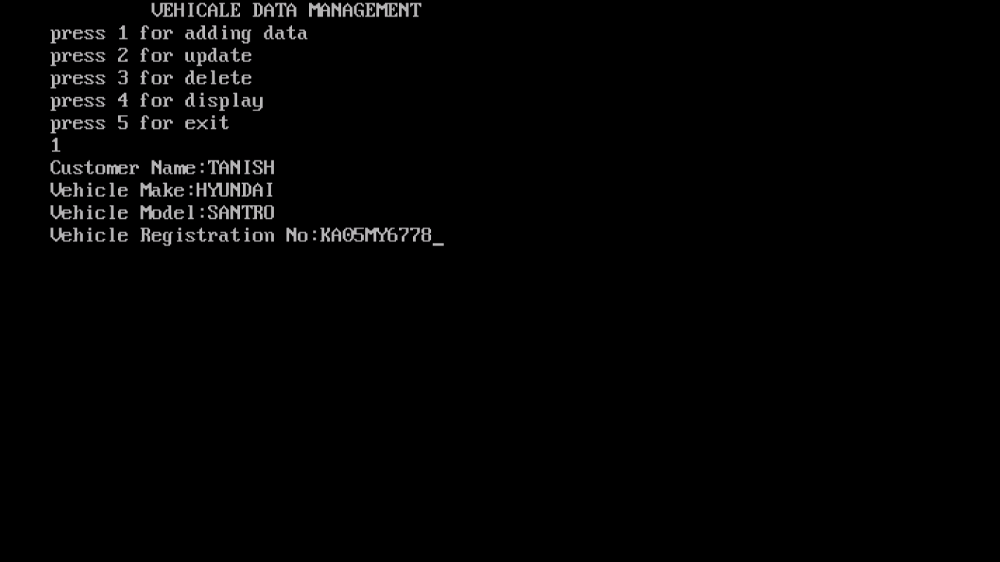 VEHICALE DATA MANAGEMENT
press 1 for adding data
press 2 for update
press 3 for delete
press 4 for display
press 5 for exit
1
Customer Name:TANISH
Vehicle Make:HYUNDAI
Vehicle Model:SANTRO
Vehicle Registration No:KA05MY6778_